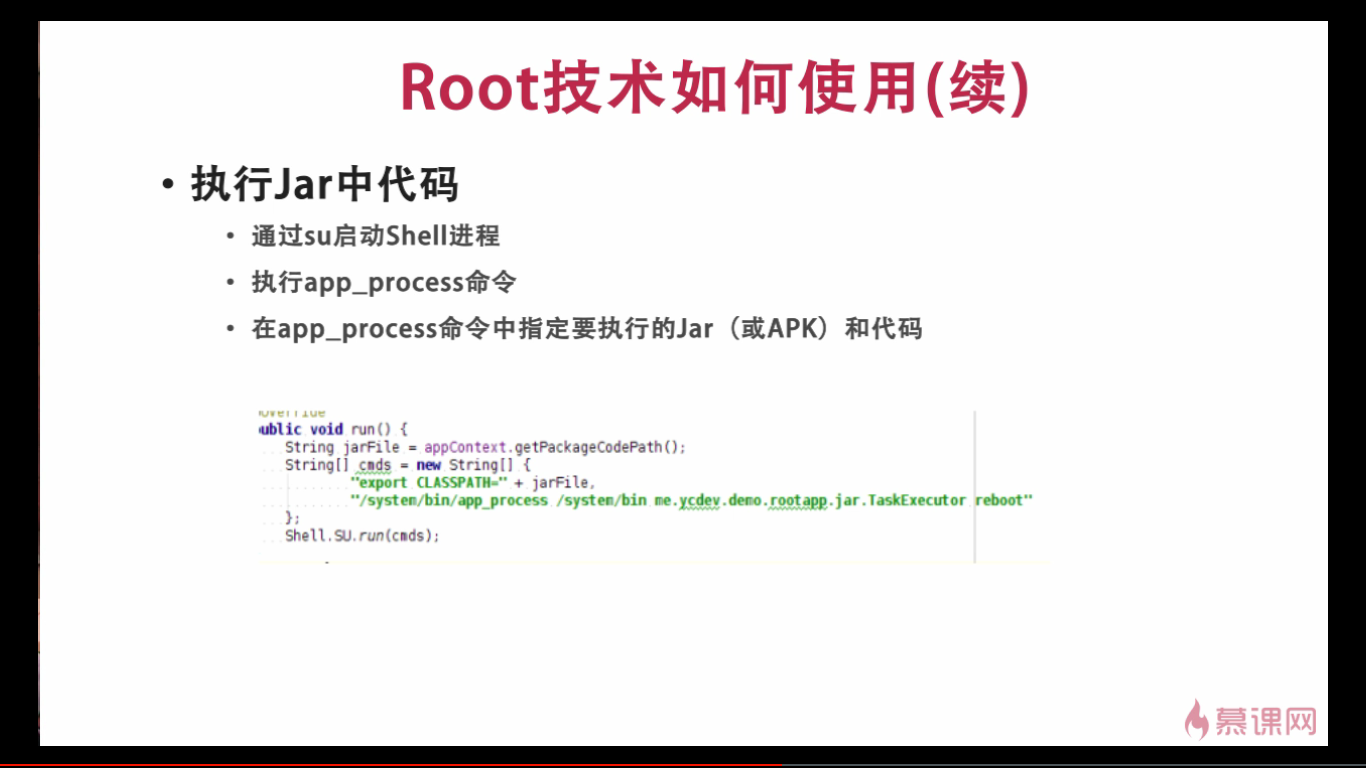 Root技术如何使用(续)
• 执行Jar中代码
• 通过su启动Shell进程
• 执行app_process命令
• 在app_process命令中指定要执行的Jar（或APK）和代码
ublic void run() {
String jarFile = appContext.getPackageCodePath();
String[] cmds = new String[] {
"export CLASSPATH=" + jarFile,
"/system/bin/app_process /system/bin me.ycdev.demo.rootapp.jar.TaskExecutor reboot"
};
Shell.SU.run(cmds);
慕课网